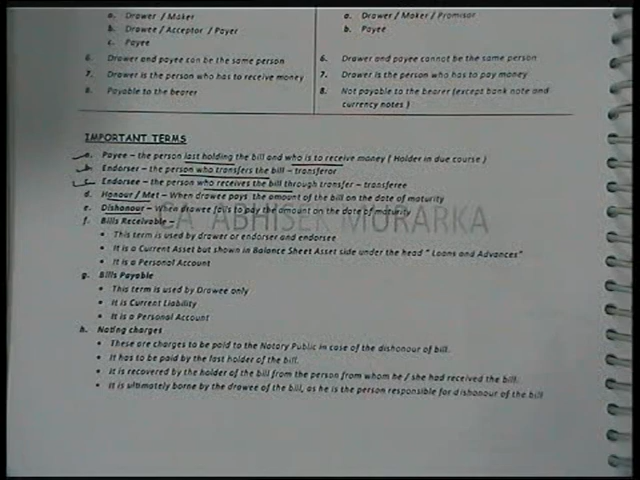 a. Drawer / Maker
b. Drawee / Acceptor / Payer
c. Payee
a. Drawer / Maker / Promisor
b. Payee
6. Drawer and payee can be the same person
6. Drawer and payee cannot be the same person
7. Drawer is the person who has to receive money
7. Drawer is the person who has to pay money
8. Payable to the bearer
8. Not payable to the bearer (except bank note and
currency notes )
IMPORTANT TERMS
a. Payee – the person last holding the bill and who is to receive money ( Holder in due course )
b. Endorser – the person who transfers the bill – transferor
c. Endorsee – the person who receives the bill through transfer – transferee
d. Honour / Met – When drawee pays the amount of the bill on the date of maturity
e. Dishonour – When drawee fails to pay the amount on the date of maturity
CA ABHISEK MURARKA
f. Bills Receivable –
• This term is used by drawer or endorser and endorsee
• It is a Current Asset but shown in Balance Sheet Asset side under the head " Loans and Advances"
• It is a Personal Account
g. Bills Payable
• This term is used by Drawee only
• It is Current Liability
• It is a Personal Account
h. Noting charges
• These are charges to be paid to the Notary Public in case of the dishonour of bill.
• It has to be paid by the last holder of the bill.
• It is recovered by the holder of the bill from the person from whom he / she had received the bill.
• It is ultimately borne by the drawee of the bill, as he is the person responsible for dishonour of the bill